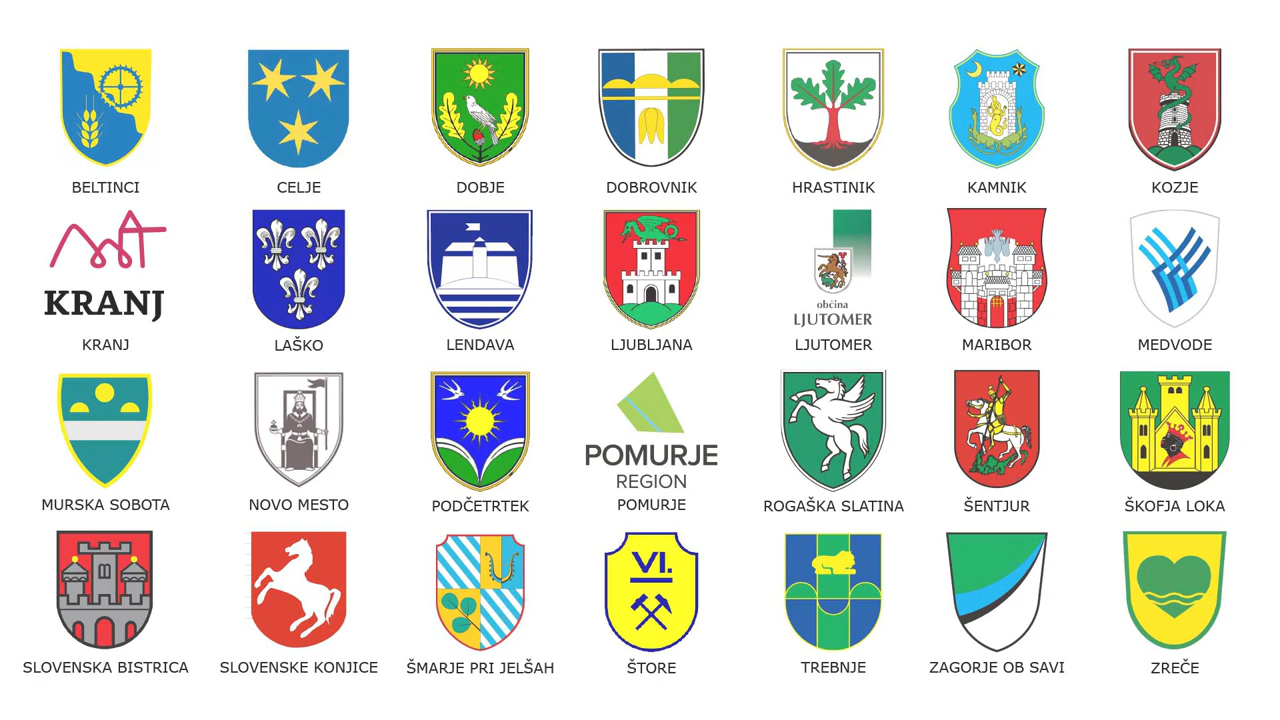 BELTINCI
CELJE
DOBJE
DOBROVNIK
HRASTINIK
KAMNIK
KOZJE
KRANJ
občina
LJUTOMER
KRANJ
LAŠKO
LENDAVA
LJUBLJANA
LJUTOMER
MARIBOR
MEDVODE
POMURJE
REGION
MURSKA SOBOTA
NOVO MESTO
PODČETRTEK
POMURJE
ROGAŠKA SLATINA
ŠENTJUR
ŠKOFJA LOKA
VI.
SLOVENSKA BISTRICA
SLOVENSKE KONJICE
ŠMARJE PRI JELŠAH
ŠTORE
TREBNJE
ZAGORJE OB SAVI
ZREČE